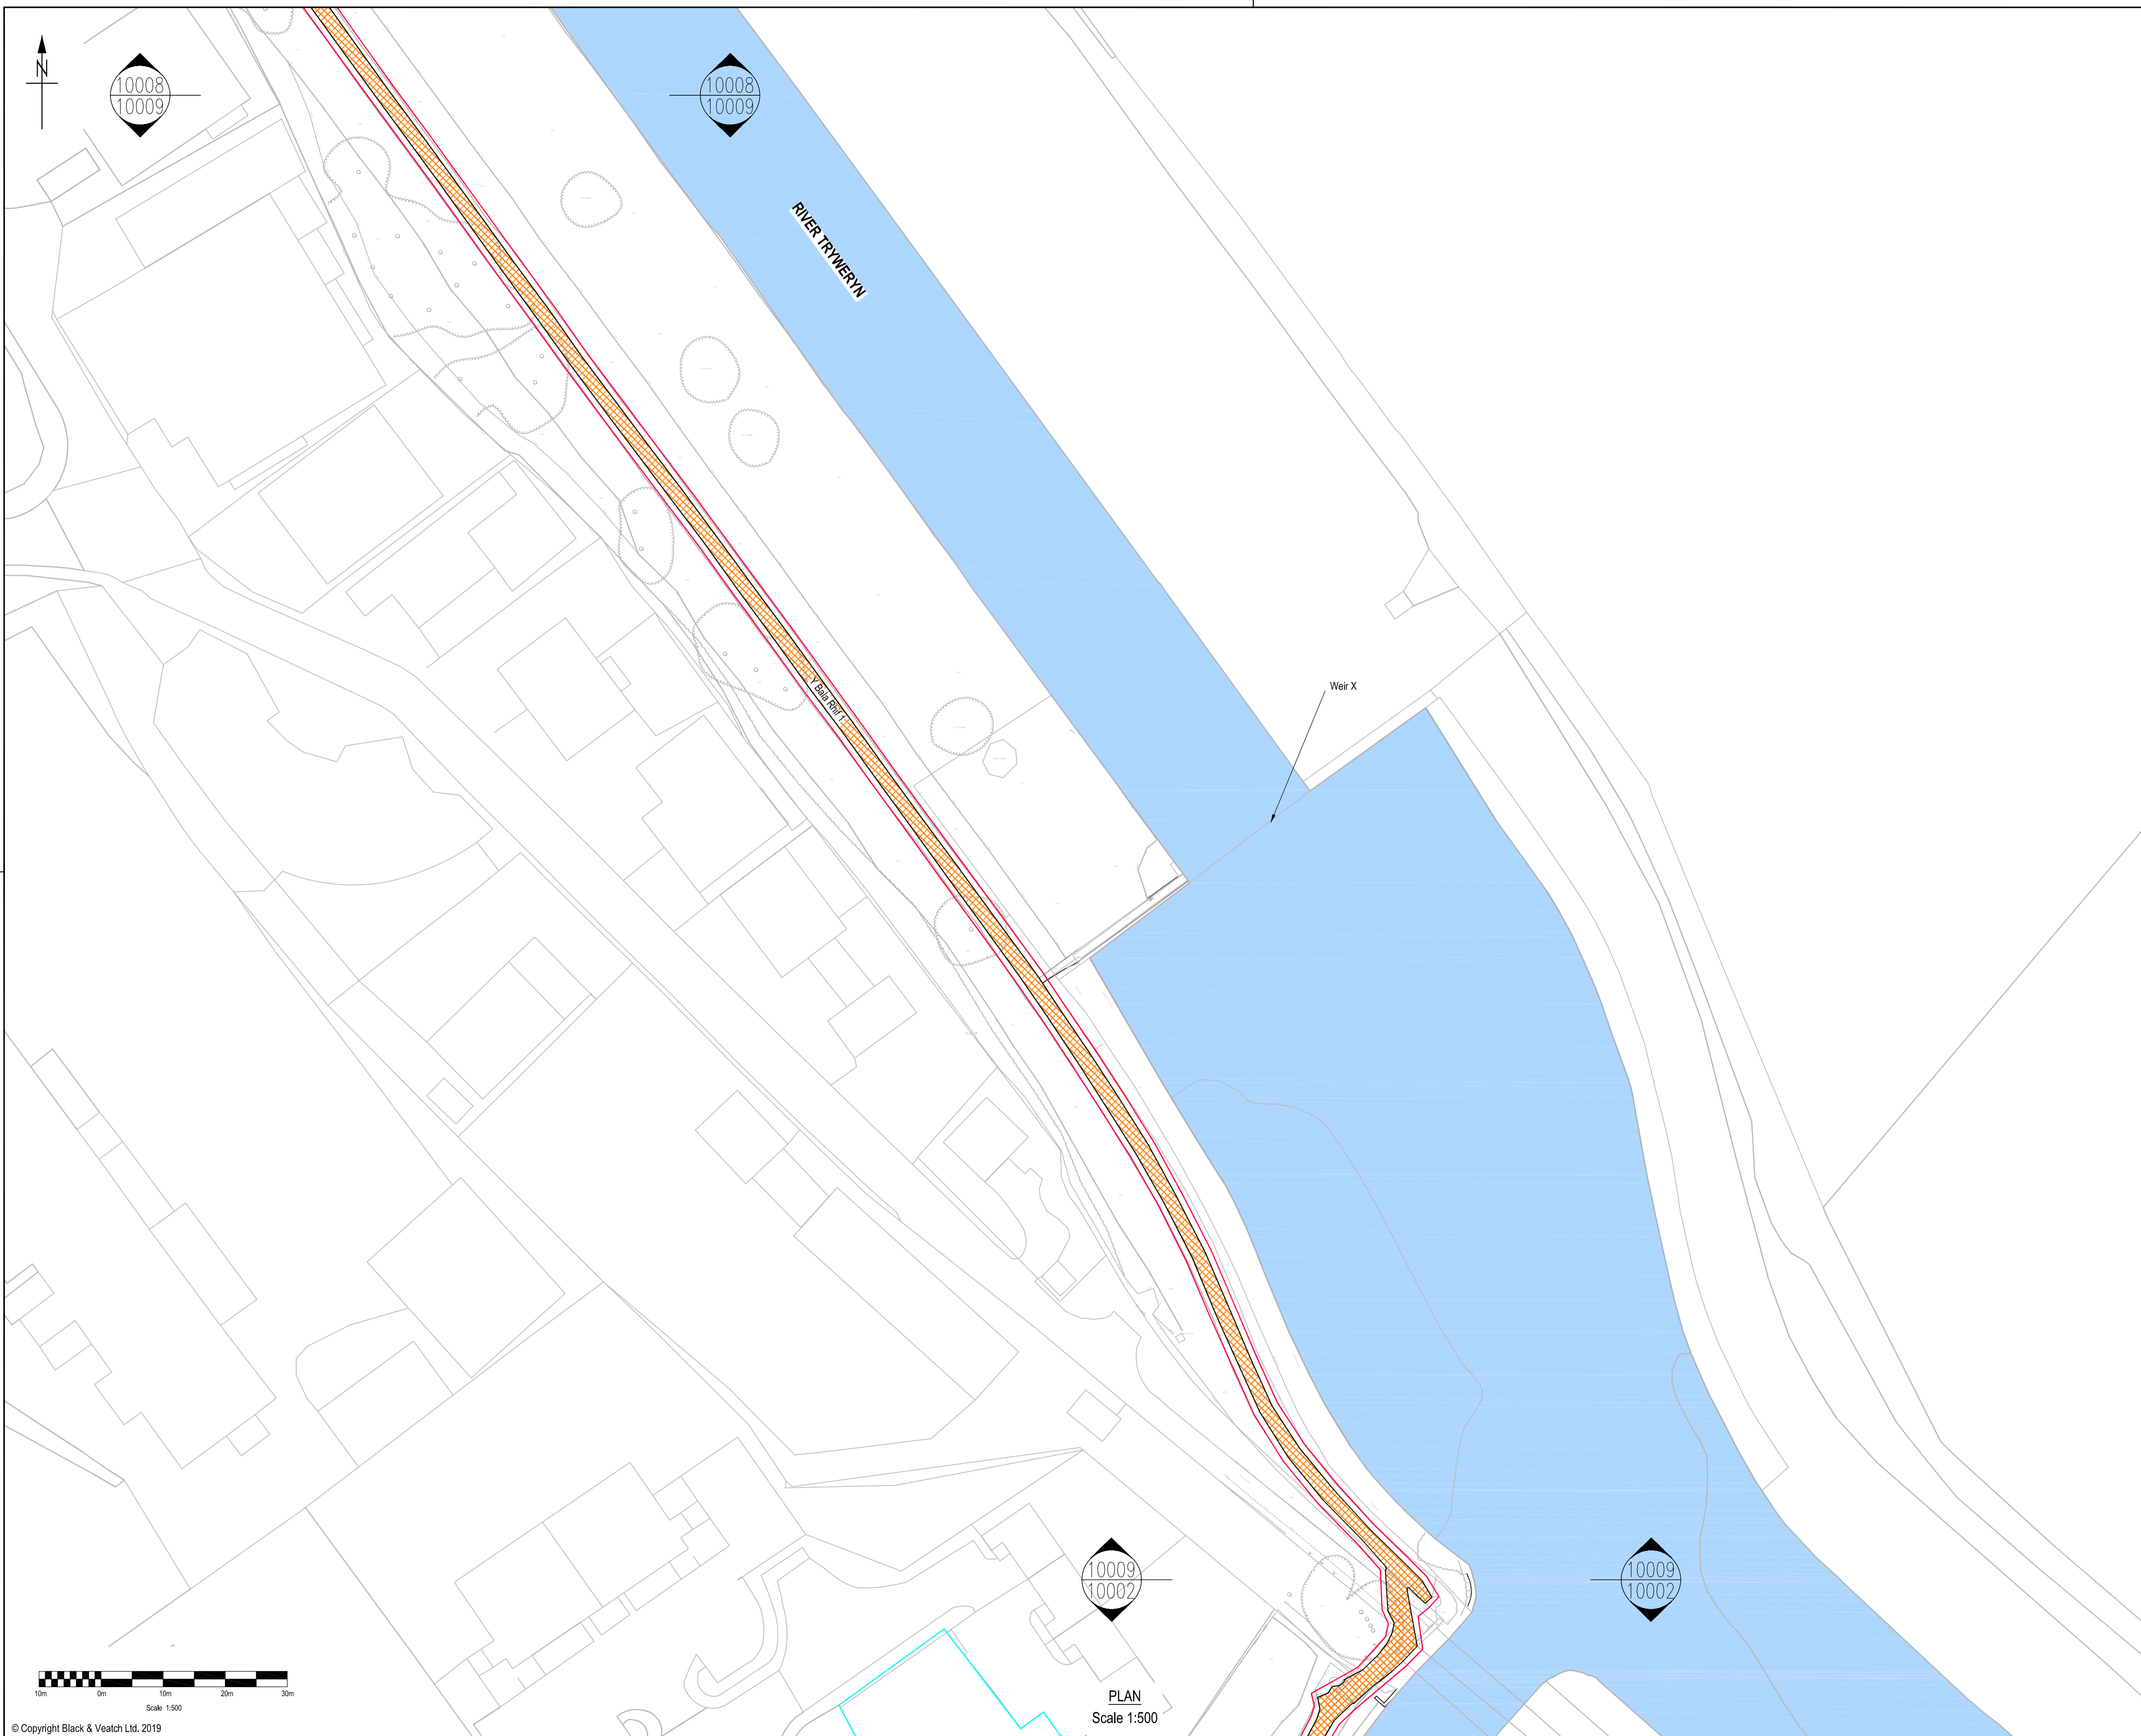 N
10008
10009
10008
10009
RIVER TRYWERYN
Weir X
Y Bala Rhif 1
10009
10002
10009
10002
10m 0m 10m 20m 30m
Scale 1:500
PLAN
Scale 1:500
© Copyright Black & Veatch Ltd. 2019